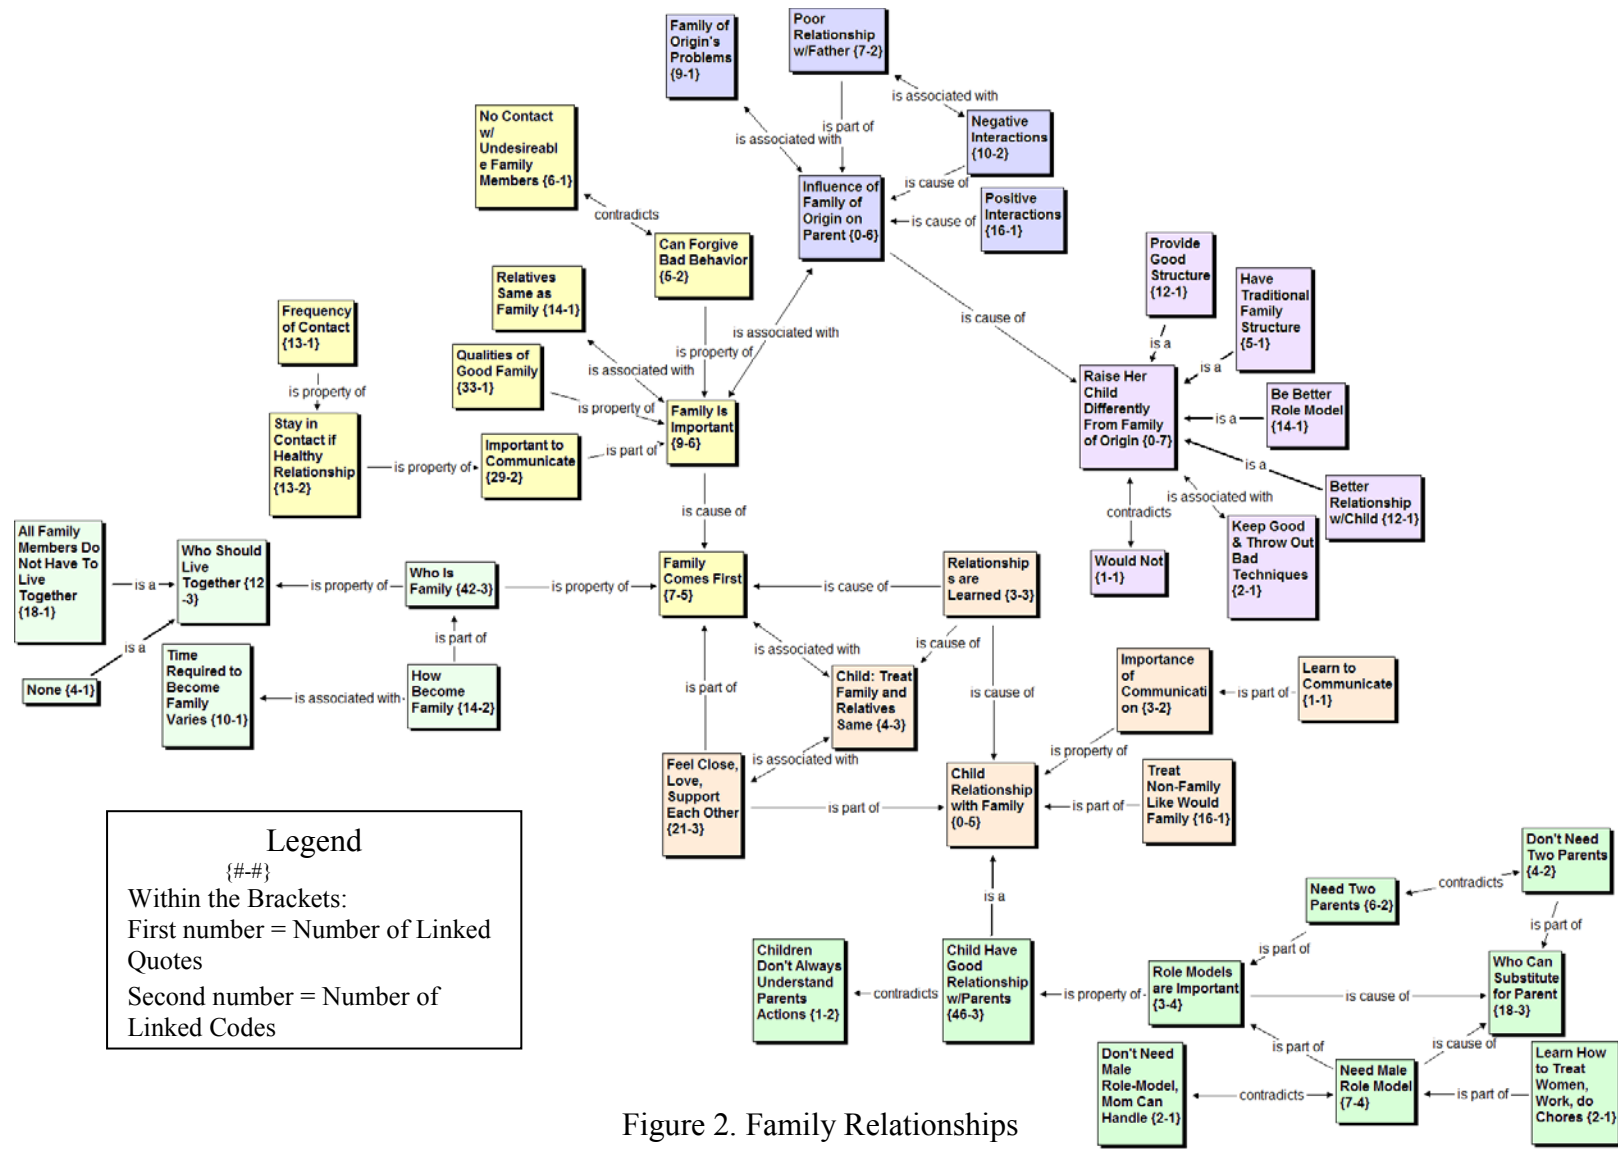 Family of
Origin's
Problems
{9-1}
Poor
Relationship
w/Father {7-2}
is associated with
No Contact
w/
Undesireabl
e Family
Members {6-1}
is associated with
is part of
Negative
Interactions
{10-2}
is cause of
Influence of
Family of
Origin on
Parent {0-6}
is cause of
Positive
Interactions
{16-1}
contradicts
Can Forgive
Bad Behavior
{5-2}
Provide
Good
Structure
{12-1}
Have
Traditional
Family
Structure
{5-1}
Relatives
Same as
Family {14-1}
Frequency
of Contact
{13-1}
is cause of
is associated with
is property of
is a
is a
Qualities of
Good Family
{33-1}
is associated with
Raise Her
Child
Differently
From Family
of Origin {0-7}
is property of
is property of
Family Is
Important
{9-6}
is a
Be Better
Role Model
{14-1}
Stay in
Contact if
Healthy
Relationship
{13-2}
is property of
Important to
Communicate
{29-2}
is part of
is a
Better
Relationship
w/Child {12-1}
is associated with
contradicts
is cause of
Keep Good
& Throw Out
Bad
Techniques
{2-1}
Would Not
{1-1}
All Family
Members Do
Not Have To
Live
Together
{18-1}
is a
Who Should
Live
Together {12
-3}
is property of
Who Is
Family {42-3}
is property of
Family
Comes First
{7-5}
is cause of
Relationship
s are
Learned {3-3}
is a
None {4-1}
Time
Required to
Become
Family
Varies {10-1}
is associated with
is part of
How
Become
Family {14-2}
is associated with
is cause of
is part of
Child: Treat
Family and
Relatives
Same {4-3}
is cause of
Importance
of
Communicati
on {3-2}
is part of
Learn to
Communicate
{1-1}
is associated with
is property of
Feel Close,
Love,
Support
Each Other
{21-3}
is part of
Child
Relationship
with Family
{0-5}
is part of
Treat
Non-Family
Like Would
Family {16-1}
Legend
{#-#}
Within the Brackets:
First number = Number of Linked
Quotes
Second number = Number of
Linked Codes
is a
Don't Need
Two Parents
{4-2}
contradicts
Need Two
Parents {6-2}
is part of
is part of
Children
Don't Always
Understand
Parents
Actions {1-2}
contradicts
Child Have
Good
Relationship
w/Parents
{46-3}
is property of
Role Models
are Important
{3-4}
is cause of
Who Can
Substitute
for Parent
{18-3}
is part of
is cause of
Don't Need
Male
Role-Model,
Mom Can
Handle {2-1}
contradicts
Need Male
Role Model
{7-4}
is part of
Learn How
to Treat
Women,
Work, do
Chores {2-1}
Figure 2. Family Relationships